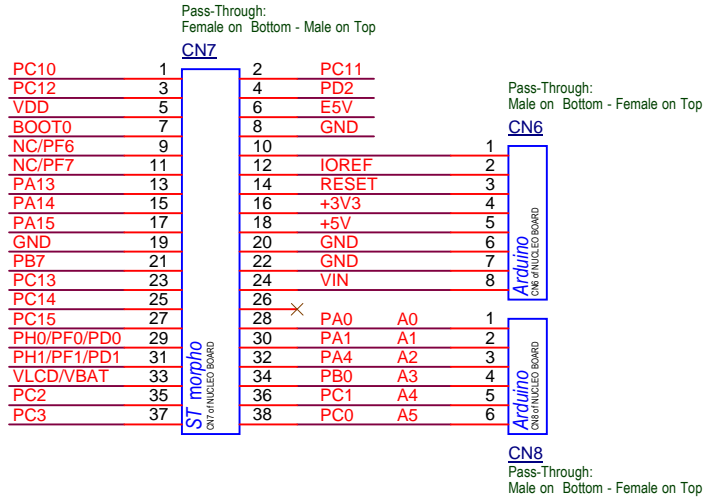 Pass-Through:
Female on Bottom - Male on Top
CN7
PC10 1 2 PC11
PC12 3 4 PD2
VDD 5 6 E5V
BOOT0 7 8 GND
NC/PF6 9 10
NC/PF7 11 12 IOREF
PA13 13 14 RESET
PA14 15 16 +3V3
PA15 17 18 +5V
GND 19 20 GND
PB7 21 22 GND
PC13 23 24 VIN
PC14 25 26
PC15 27 28 PA0 A0
PH0/PF0/PD0 29 30 PA1 A1
PH1/PF1/PD1 31 32 PA4 A2
VLCD/VBAT 33 34 PB0 A3
PC2 35 36 PC1 A4
PC3 37 38 PC0 A5
ST morpho
CN7 of NUCLEO BOARD
Pass-Through:
Male on Bottom - Female on Top
CN6
1
2
3
4
5
6
7
8
Arduino
CN6 of NUCLEO BOARD
1
2
3
4
5
6
Arduino
CN8 of NUCLEO BOARD
CN8
Pass-Through:
Male on Bottom - Female on Top